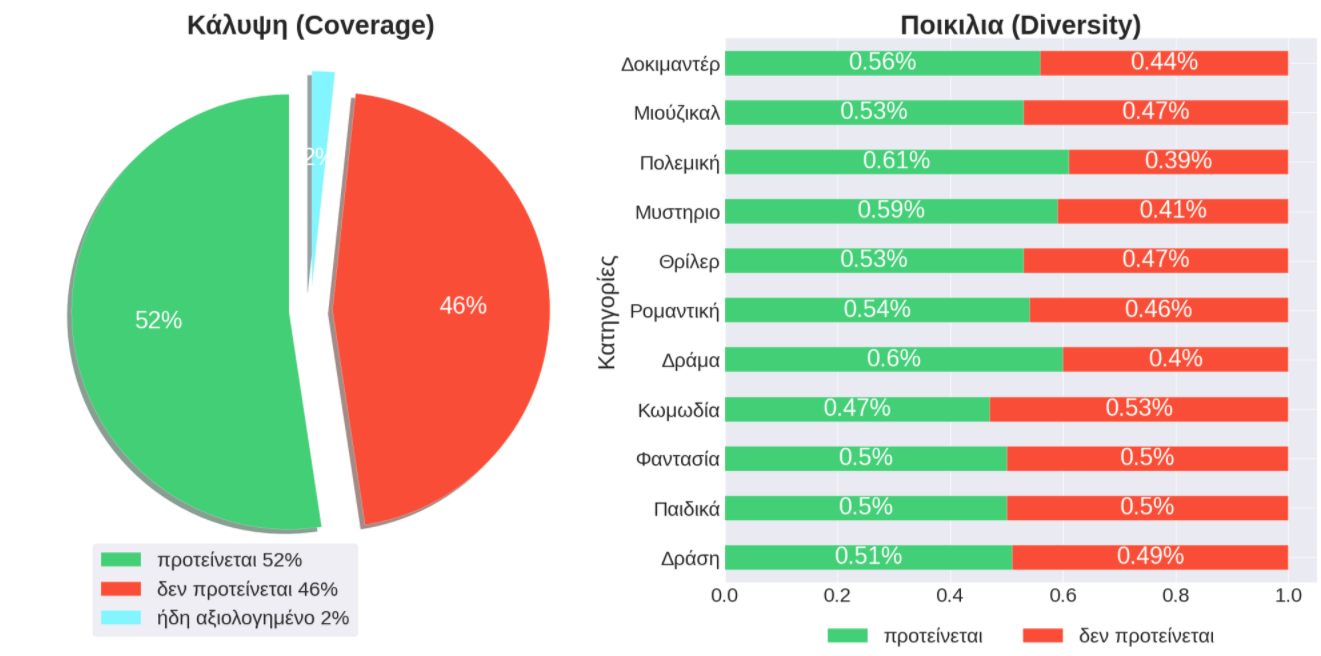 Κάλυψη (Coverage)
52%
2%
46%
προτείνεται 52%
δεν προτείνεται 46%
ήδη αξιολογημένο 2%
Ποικιλια (Diversity)
Κατηγορίες
Δοκιμαντέρ 0.56% 0.44%
Μιούζικαλ 0.53% 0.47%
Πολεμική 0.61% 0.39%
Μυστηριο 0.59% 0.41%
Θρίλερ 0.53% 0.47%
Ρομαντική 0.54% 0.46%
Δράμα 0.6% 0.4%
Κωμωδία 0.47% 0.53%
Φαντασία 0.5% 0.5%
Παιδικά 0.5% 0.5%
Δράση 0.51% 0.49%
0.0 0.2 0.4 0.6 0.8 1.0
προτείνεται δεν προτείνεται